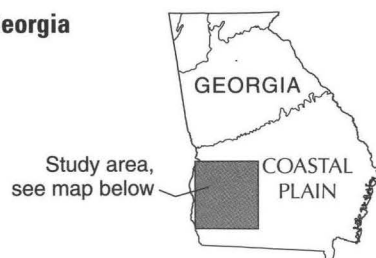 eorgia
GEORGIA
Study area,
see map below
COASTAL
PLAIN